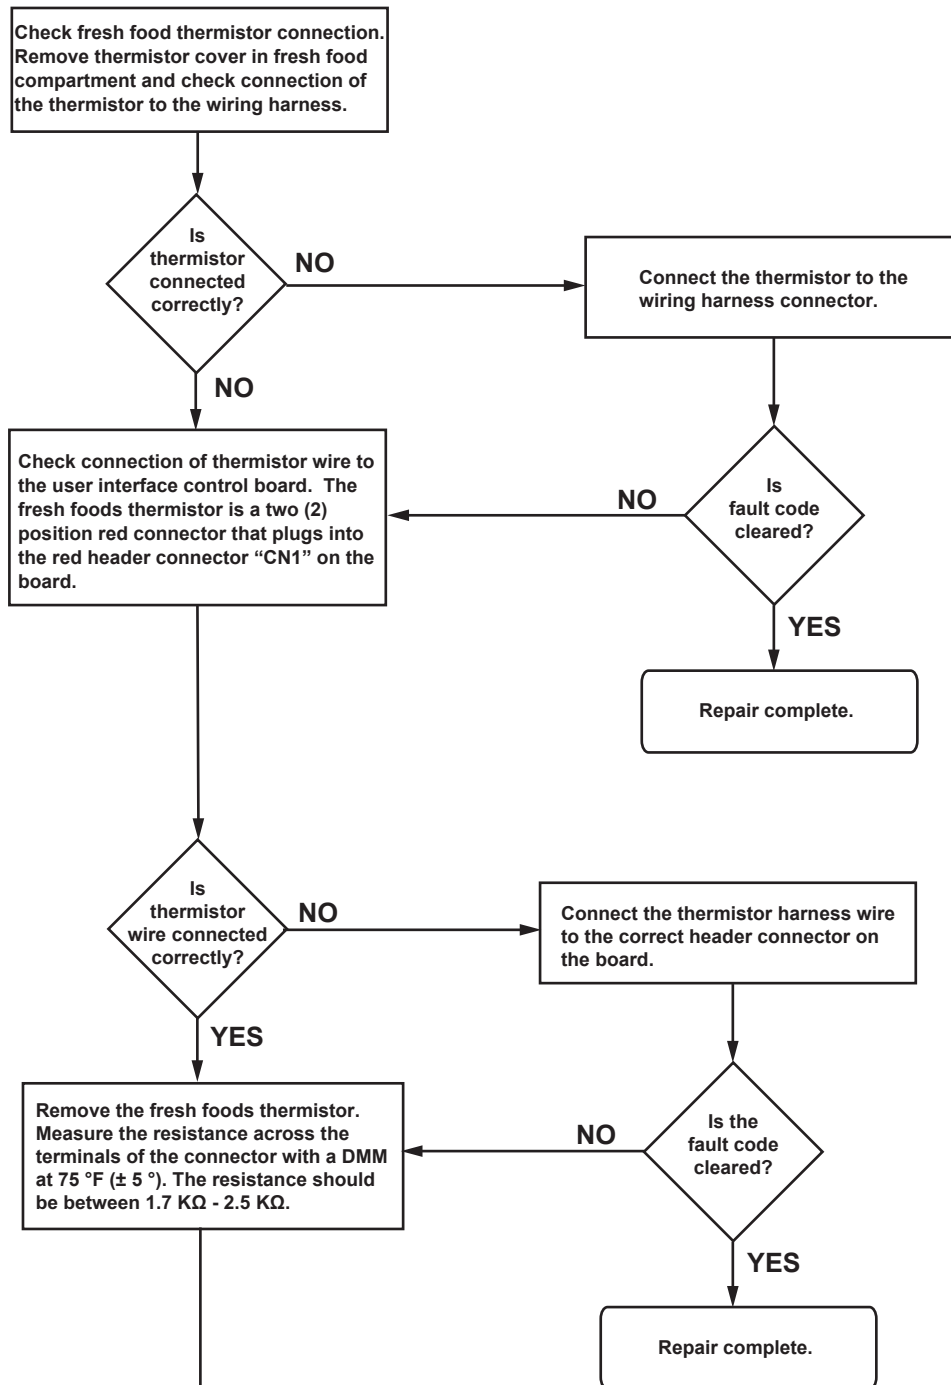 Check fresh food thermistor connection.
Remove thermistor cover in fresh food
compartment and check connection of
the thermistor to the wiring harness.
Is
thermistor
connected
correctly?
NO
Connect the thermistor to the
wiring harness connector.
NO
Check connection of thermistor wire to
the user interface control board.  The
fresh foods thermistor is a two (2)
position red connector that plugs into
the red header connector “CN1” on the
board.
NO
Is
fault code
cleared?
YES
Repair complete.
Is
thermistor
wire connected
correctly?
NO
Connect the thermistor harness wire
to the correct header connector on
the board.
YES
Remove the fresh foods thermistor.
Measure the resistance across the
terminals of the connector with a DMM
at 75 °F (± 5 °). The resistance should
be between 1.7 KΩ - 2.5 KΩ.
NO
Is the
fault code
cleared?
YES
Repair complete.